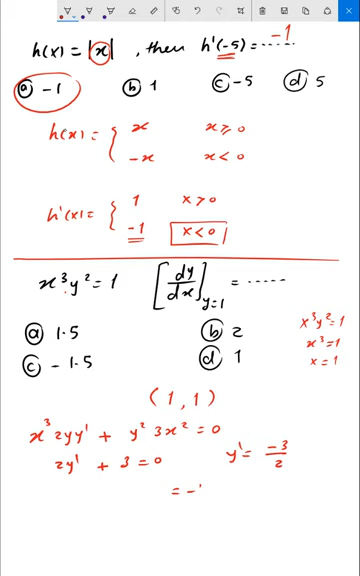 h(x) = |x| , then h'(-5) = ...... -1
ⓐ -1 ⓑ 1 ⓒ -5 ⓓ 5
h(x) = { x x ≥ 0
-x x < 0
h'(x) = { 1 x > 0
-1 x < 0
x³y² = 1 [dy/dx]y=1 = ......
ⓐ 1.5 ⓑ 2
ⓒ -1.5 ⓓ 1
x³y² = 1
x³ = 1
x = 1
(1, 1)
x³ 2yy' + y² 3x² = 0
2y' + 3 = 0 y' = -3/2
= -